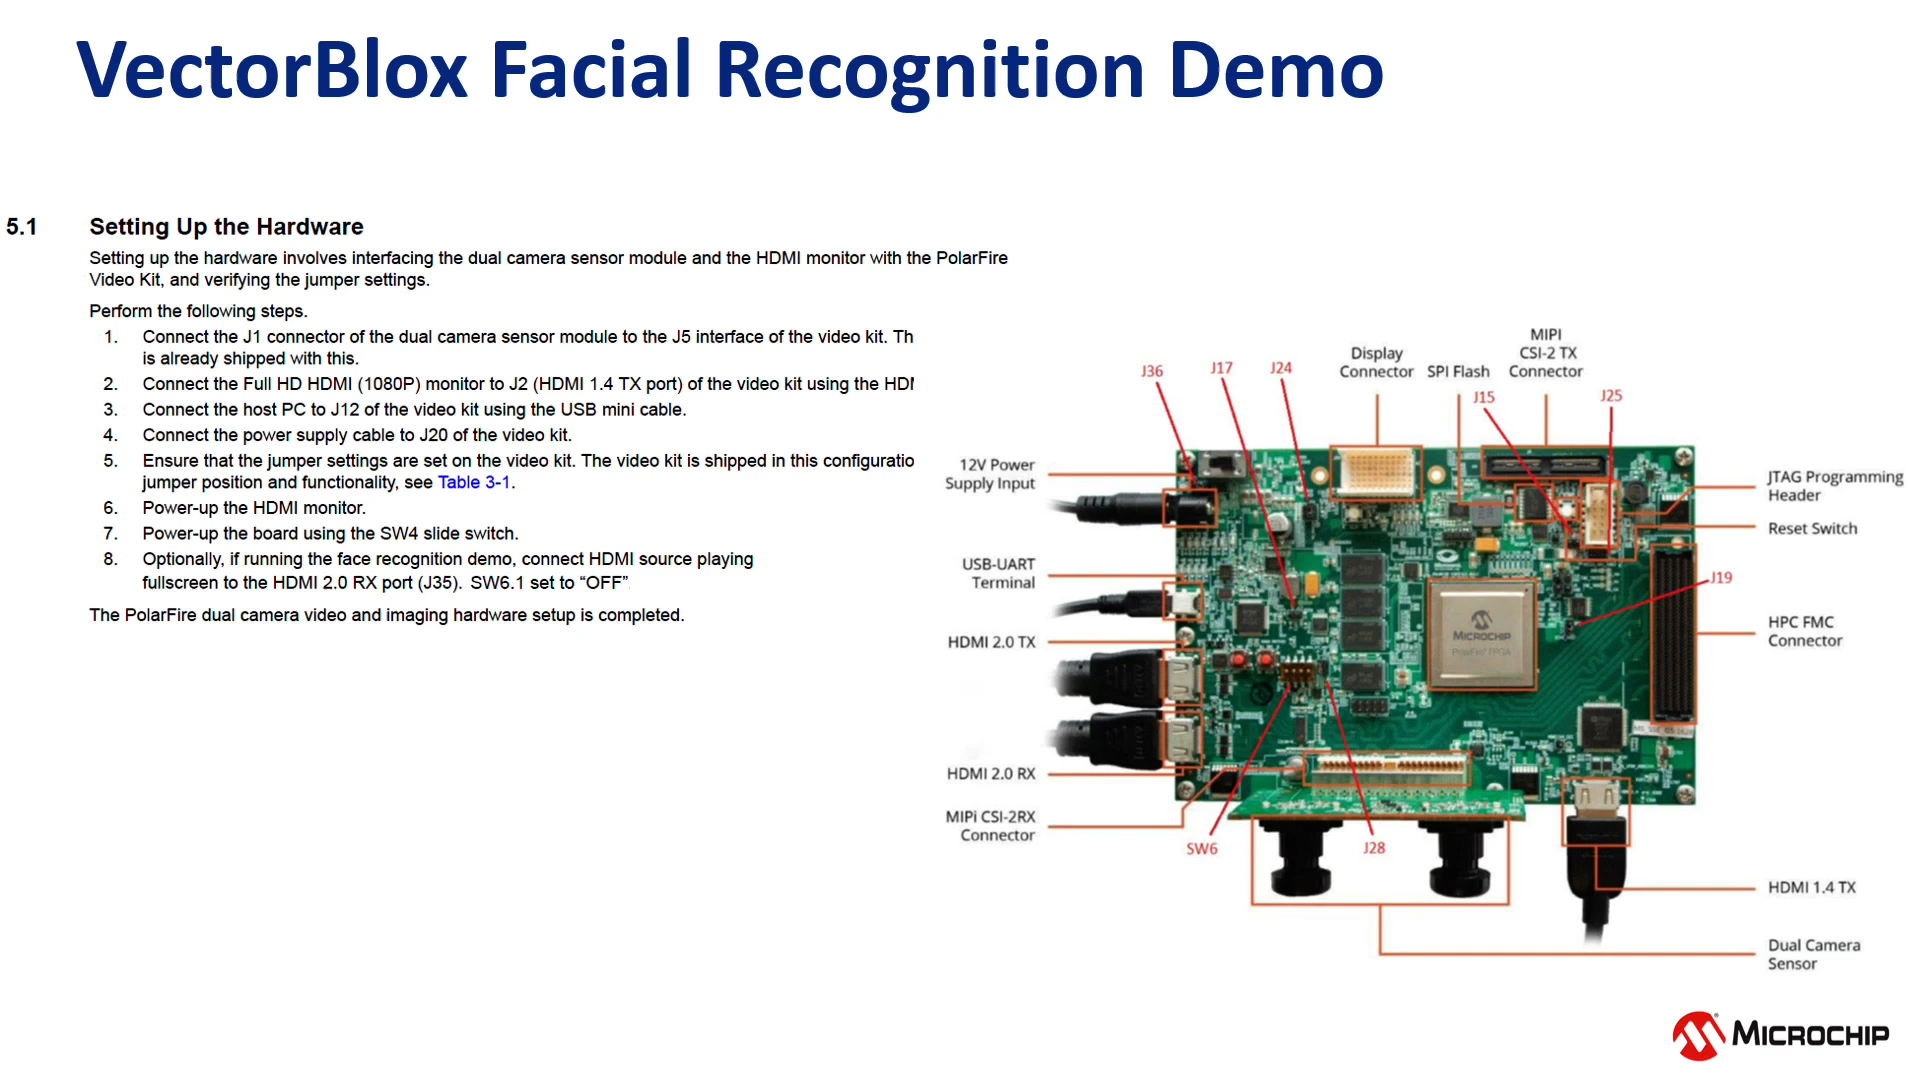 VectorBlox Facial Recognition Demo
5.1 Setting Up the Hardware
Setting up the hardware involves interfacing the dual camera sensor module and the HDMI monitor with the PolarFire
Video Kit, and verifying the jumper settings.
Perform the following steps.
1. Connect the J1 connector of the dual camera sensor module to the J5 interface of the video kit. Th
is already shipped with this.
2. Connect the Full HD HDMI (1080P) monitor to J2 (HDMI 1.4 TX port) of the video kit using the HDM
3. Connect the host PC to J12 of the video kit using the USB mini cable.
4. Connect the power supply cable to J20 of the video kit.
5. Ensure that the jumper settings are set on the video kit. The video kit is shipped in this configuratio
jumper position and functionality, see Table 3-1.
6. Power-up the HDMI monitor.
7. Power-up the board using the SW4 slide switch.
8. Optionally, if running the face recognition demo, connect HDMI source playing
fullscreen to the HDMI 2.0 RX port (J35). SW6.1 set to “OFF”
The PolarFire dual camera video and imaging hardware setup is completed.
J36
J17
J24
Display
Connector
SPI Flash
MIPI
CSI-2 TX
Connector
J15
J25
12V Power
Supply Input
USB-UART
Terminal
HDMI 2.0 TX
HDMI 2.0 RX
MIPi CSI-2RX
Connector
SW6
J28
JTAG Programming
Header
Reset Switch
J19
HPC FMC
Connector
HDMI 1.4 TX
Dual Camera
Sensor
MICROCHIP
PolarFire FPGA
MICROCHIP